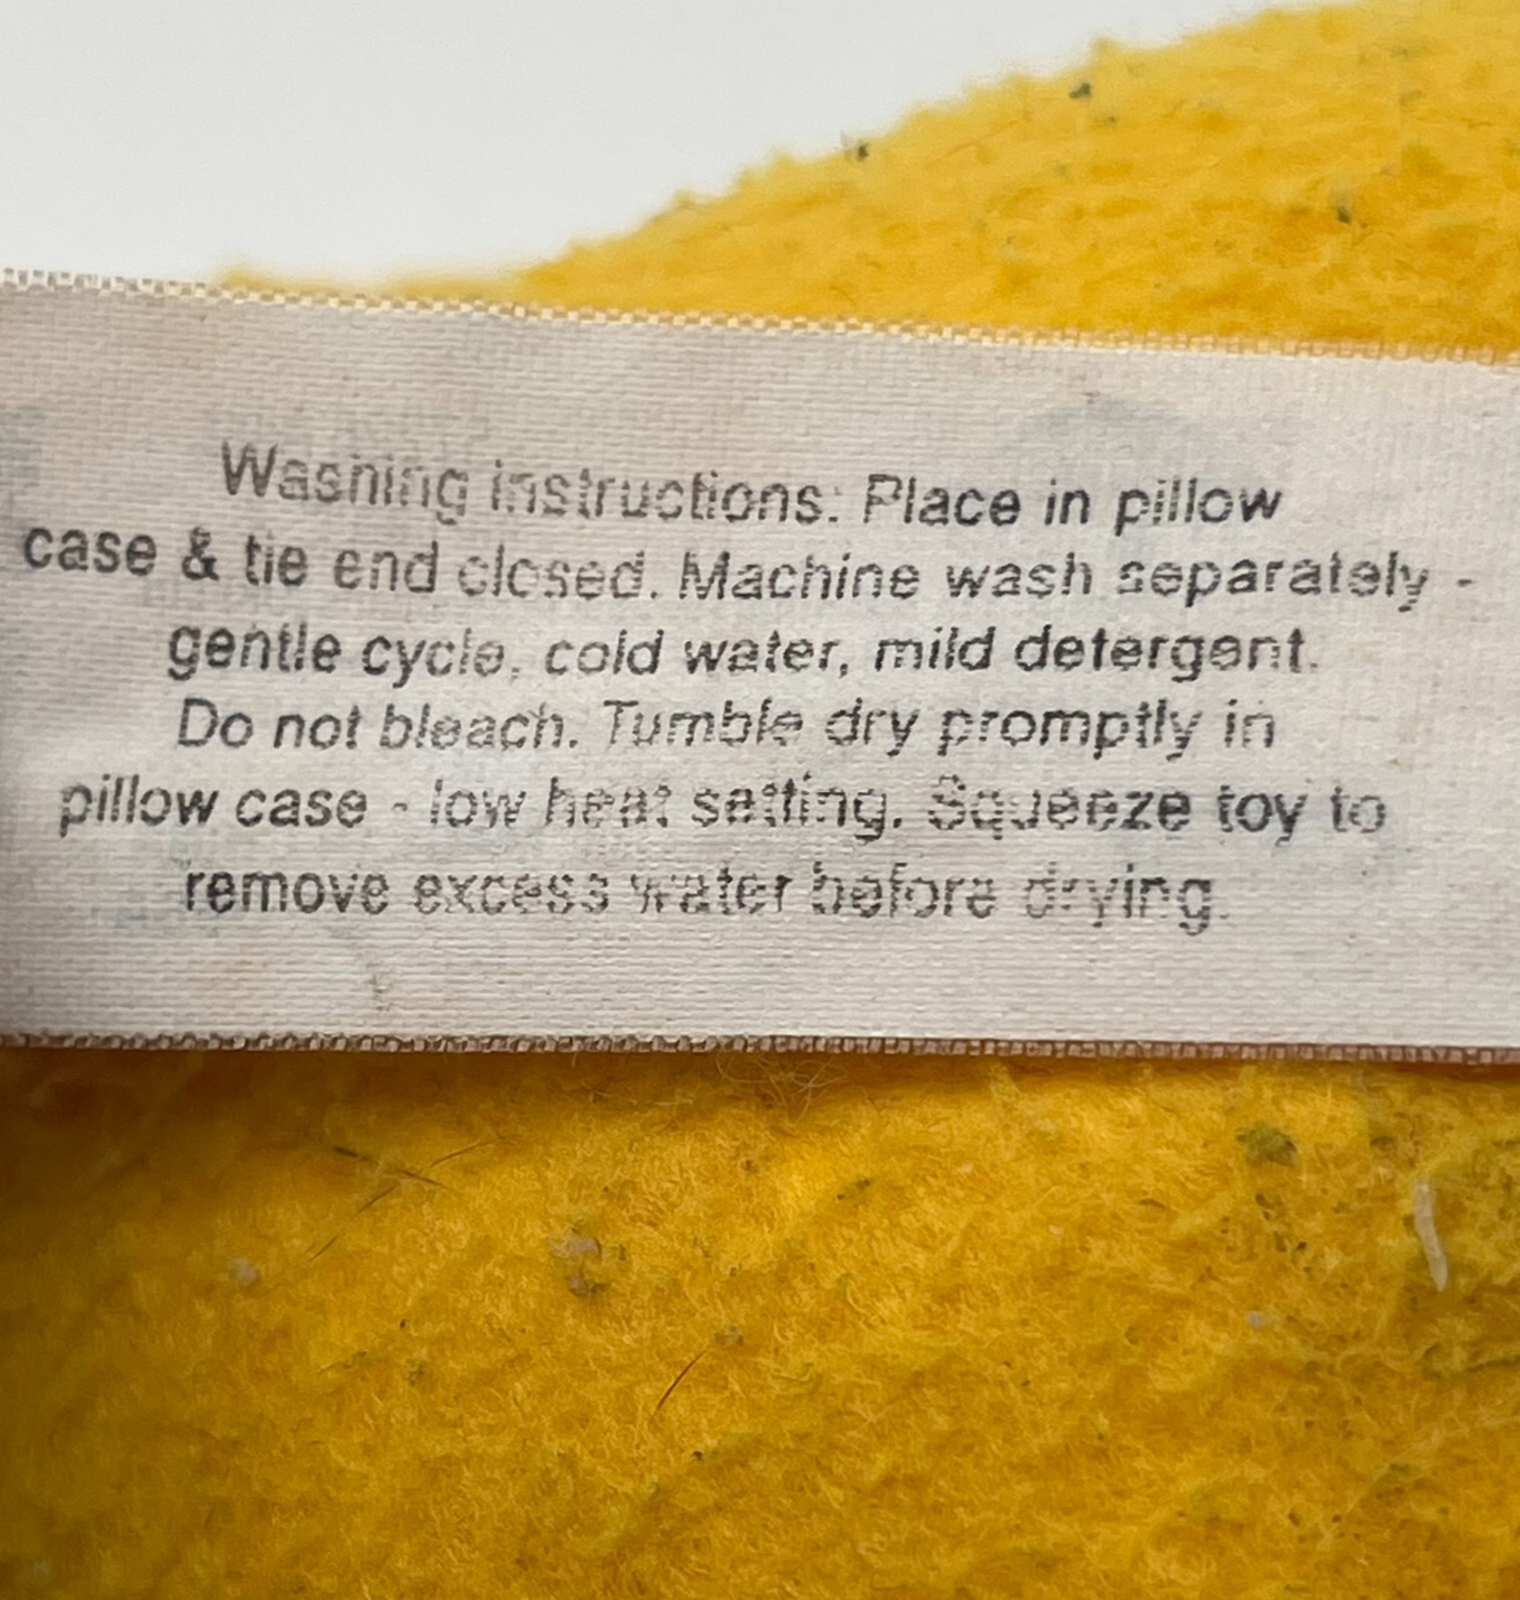 Washing instructions: Place in pillow
case & tie end closed. Machine wash separately -
gentle cycle, cold water, mild detergent.
Do not bleach. Tumble dry promptly in
pillow case - low heat setting. Squeeze toy to
remove excess water before drying.